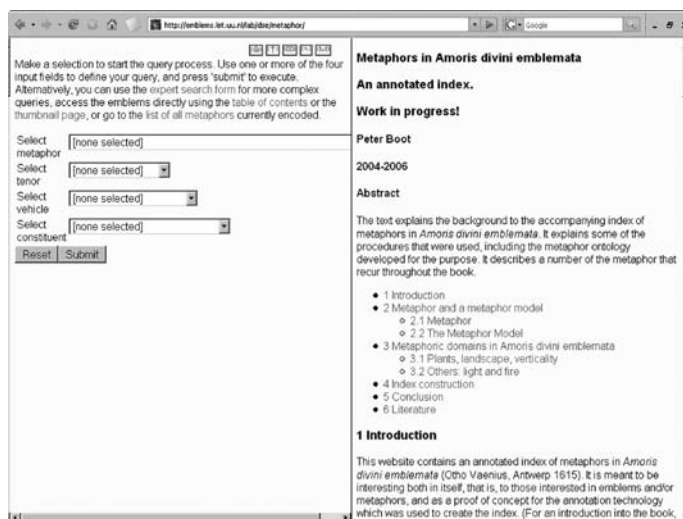 http://emblems.let.uu.nl/lab/dse/metaphor/
Google
Make a selection to start the query process. Use one or more of the four
input fields to define your query, and press 'submit' to execute.
Alternatively, you can use the expert search form for more complex
queries, access the emblems directly using the table of contents or the
thumbnail page, or go to the list of all metaphors currently encoded.
Select metaphor [none selected]
Select tenor [none selected]
Select vehicle [none selected]
Select constituent [none selected]
Reset Submit
Metaphors in Amoris divini emblemata
An annotated index.
Work in progress!
Peter Boot
2004-2006
Abstract
The text explains the background to the accompanying index of
metaphors in Amoris divini emblemata. It explains some of the
procedures that were used, including the metaphor ontology
developed for the purpose. It describes a number of the metaphor that
recur throughout the book.
1 Introduction
2 Metaphor and a metaphor model
2.1 Metaphor
2.2 The Metaphor Model
3 Metaphoric domains in Amoris divini emblemata
3.1 Plants, landscape, verticality
3.2 Others: light and fire
4 Index construction
5 Conclusion
6 Literature
1 Introduction
This website contains an annotated index of metaphors in Amoris
divini emblemata (Otho Vaenius, Antwerp 1615). It is meant to be
interesting both in itself, that is, to those interested in emblems and/or
metaphors, and as a proof of concept for the annotation technology
which was used to create the index. (For an introduction into the book,